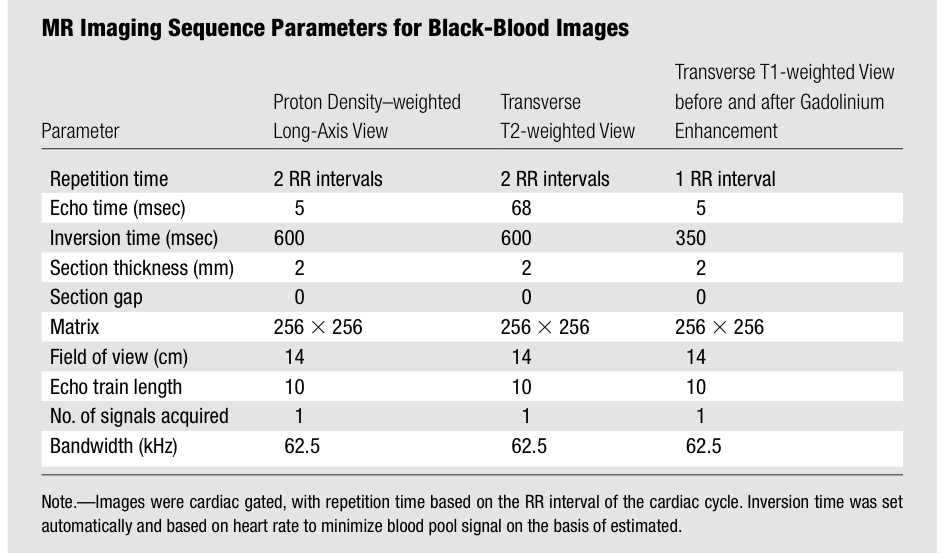 MR Imaging Sequence Parameters for Black-Blood Images
Transverse T1-weighted View
Proton Density–weighted Transverse before and after Gadolinium
Parameter Long-Axis View T2-weighted View Enhancement
Repetition time 2 RR intervals 2 RR intervals 1 RR interval
Echo time (msec) 5 68 5
Inversion time (msec) 600 600 350
Section thickness (mm) 2 2 2
Section gap 0 0 0
Matrix 256 × 256 256 × 256 256 × 256
Field of view (cm) 14 14 14
Echo train length 10 10 10
No. of signals acquired 1 1 1
Bandwidth (kHz) 62.5 62.5 62.5
Note.—Images were cardiac gated, with repetition time based on the RR interval of the cardiac cycle. Inversion time was set
automatically and based on heart rate to minimize blood pool signal on the basis of estimated.